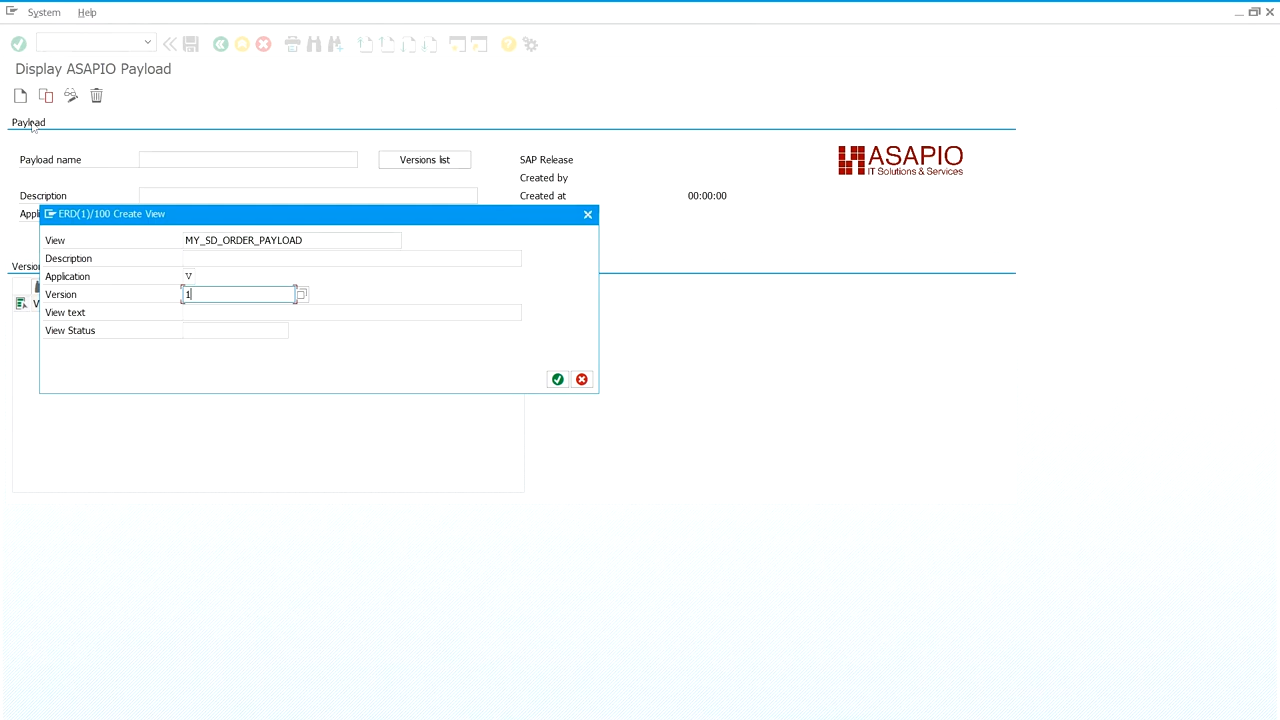 System Help
Display ASAPIO Payload
Payload
Payload name
Versions list
SAP Release
ASAPIO
IT Solutions & Services
Created by
Description
Created at
00:00:00
ERD(1)/100 Create View
View
MY_SD_ORDER_PAYLOAD
Description
Application
V
Version
1
View text
View Status